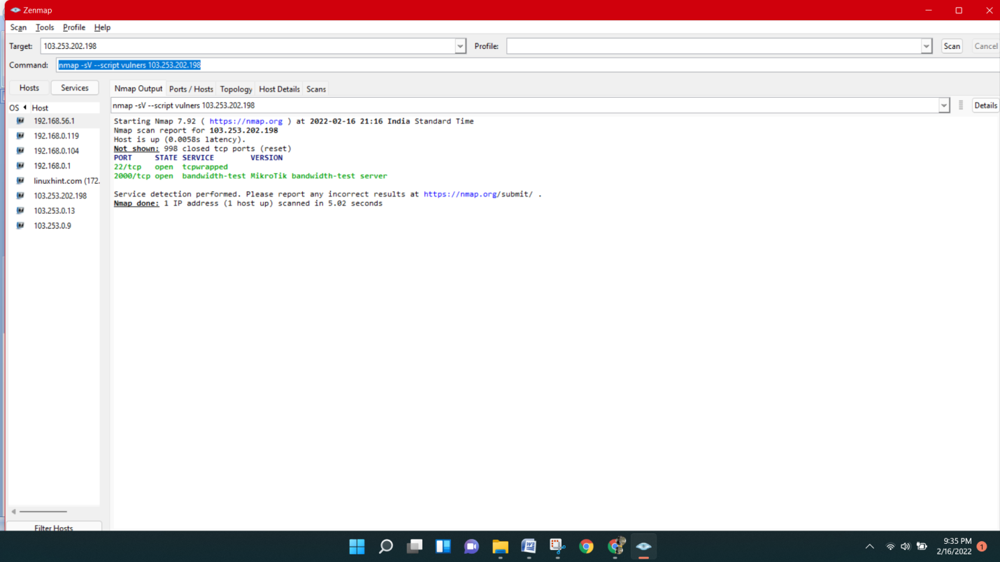 Zenmap
Scan Tools Profile Help
Target: 103.253.202.198 Profile: Scan Cancel
Command: nmap -sV --script vulners 103.253.202.198
Hosts Services Nmap Output Ports / Hosts Topology Host Details Scans
OS Host nmap -sV --script vulners 103.253.202.198 Details
192.168.56.1
192.168.0.119
192.168.0.104
192.168.0.1
linuxhint.com (172.
103.253.202.198
103.253.0.13
103.253.0.9
Starting Nmap 7.92 ( https://nmap.org ) at 2022-02-16 21:16 India Standard Time
Nmap scan report for 103.253.202.198
Host is up (0.0058s latency).
Not shown: 998 closed tcp ports (reset)
PORT STATE SERVICE VERSION
22/tcp open tcpwrapped
2000/tcp open bandwidth-test MikroTik bandwidth-test server
Service detection performed. Please report any incorrect results at https://nmap.org/submit/ .
Nmap done: 1 IP address (1 host up) scanned in 5.02 seconds
Filter Hosts
9:35 PM
2/16/2022
1